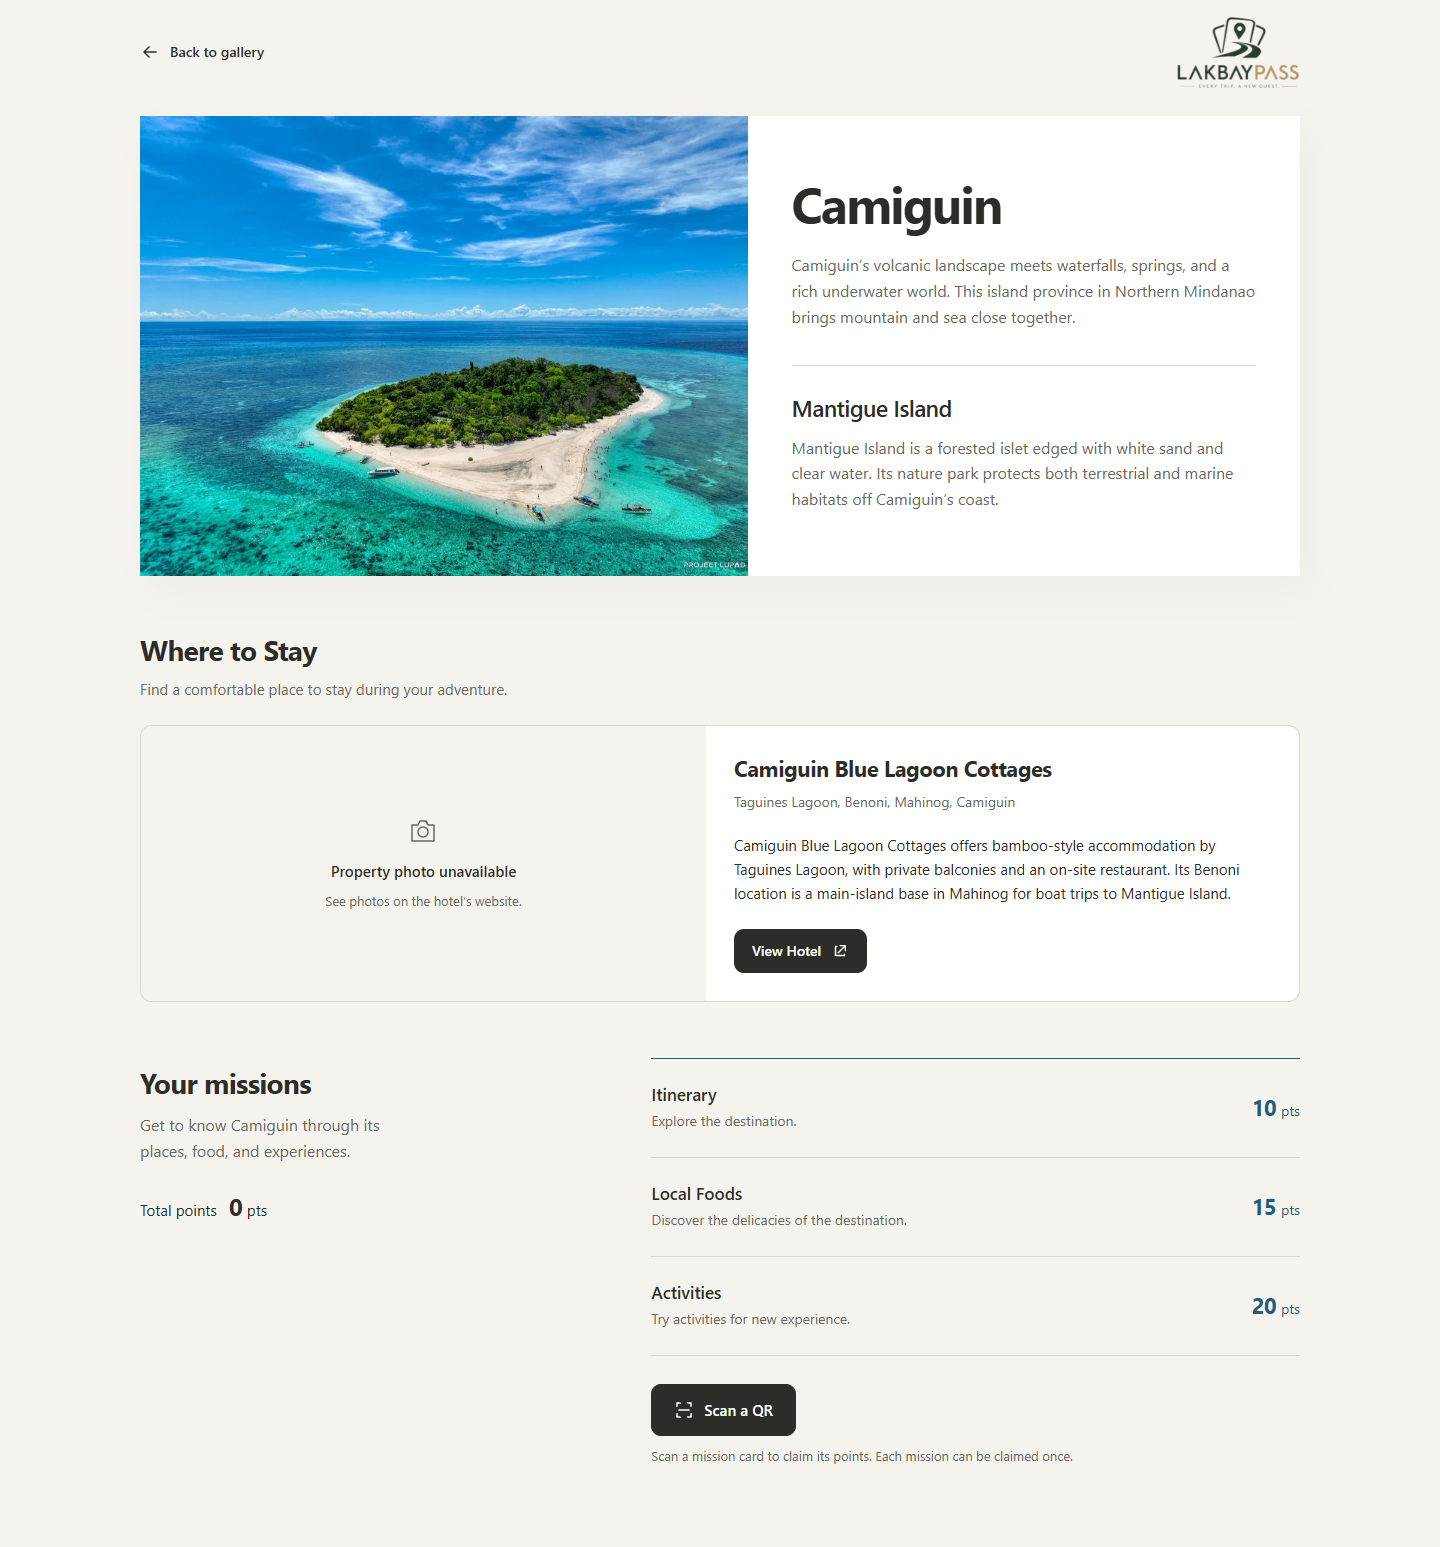 Back to gallery
LAKBAYPASS
EVERY TRIP. A NEW QUEST.
Camiguin
Camiguin's volcanic landscape meets waterfalls, springs, and a
rich underwater world. This island province in Northern Mindanao
brings mountain and sea close together.
Mantigue Island
Mantigue Island is a forested islet edged with white sand and
clear water. Its nature park protects both terrestrial and marine
habitats off Camiguin's coast.
PROJECT LUPAD
Where to Stay
Find a comfortable place to stay during your adventure.
Property photo unavailable
See photos on the hotel's website.
Camiguin Blue Lagoon Cottages
Taguines Lagoon, Benoni, Mahinog, Camiguin
Camiguin Blue Lagoon Cottages offers bamboo-style accommodation by
Taguines Lagoon, with private balconies and an on-site restaurant. Its Benoni
location is a main-island base in Mahinog for boat trips to Mantigue Island.
View Hotel
Your missions
Get to know Camiguin through its
places, food, and experiences.
Total points 0 pts
Itinerary
Explore the destination.
10 pts
Local Foods
Discover the delicacies of the destination.
15 pts
Activities
Try activities for new experience.
20 pts
Scan a QR
Scan a mission card to claim its points. Each mission can be claimed once.